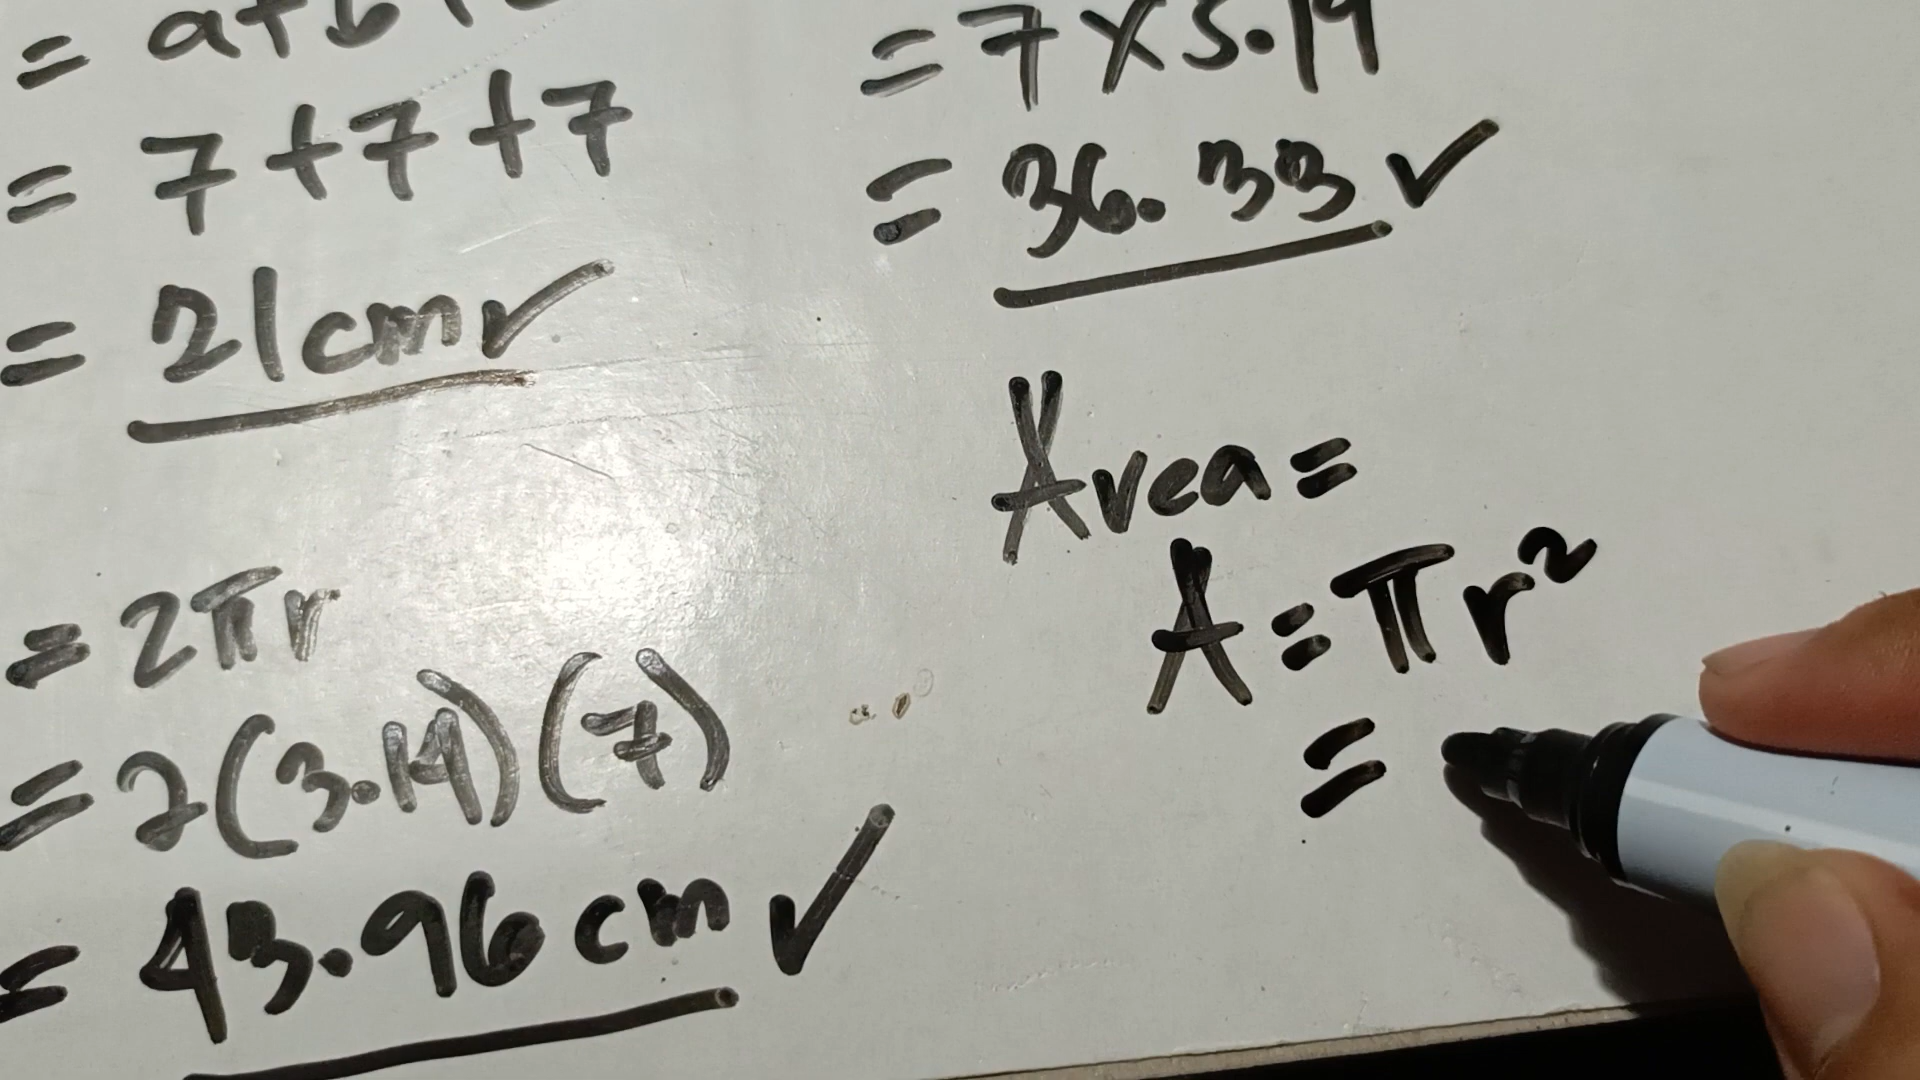 = a+b+
= 7+7+7
= 21cm✓
= 2πr
= 2(3.14)(7)
= 43.96 cm ✓
= 7×5.19
= 36.33 ✓
Area=
A=πr²
=